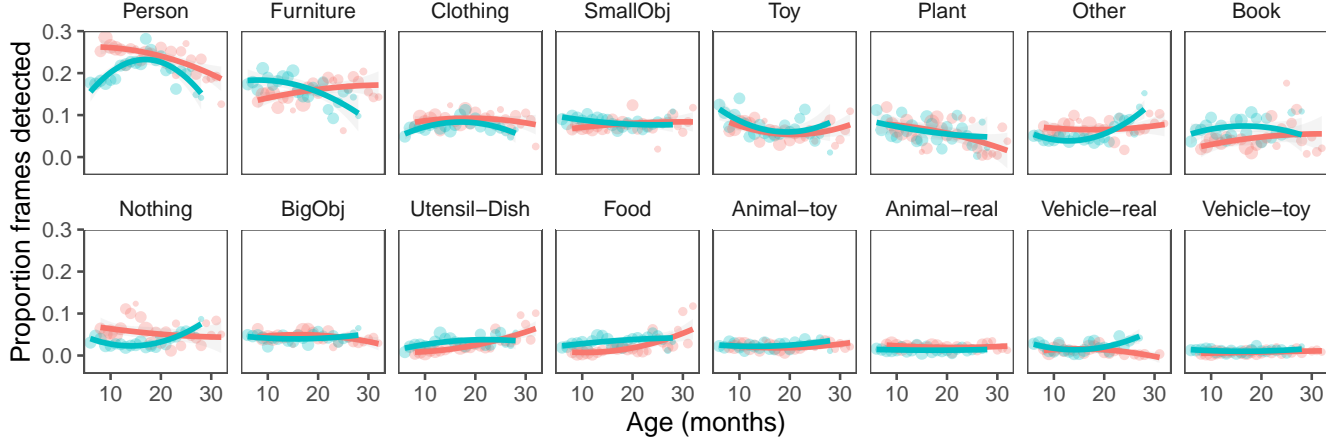 Person Furniture Clothing SmallObj Toy Plant Other Book
0.3
0.2
0.1
0.0
Nothing BigObj Utensil−Dish Food Animal−toy Animal−real Vehicle−real Vehicle−toy
0.3
0.2
0.1
0.0
10 20 30 10 20 30 10 20 30 10 20 30 10 20 30 10 20 30 10 20 30 10 20 30
Age (months)
Proportion frames detected